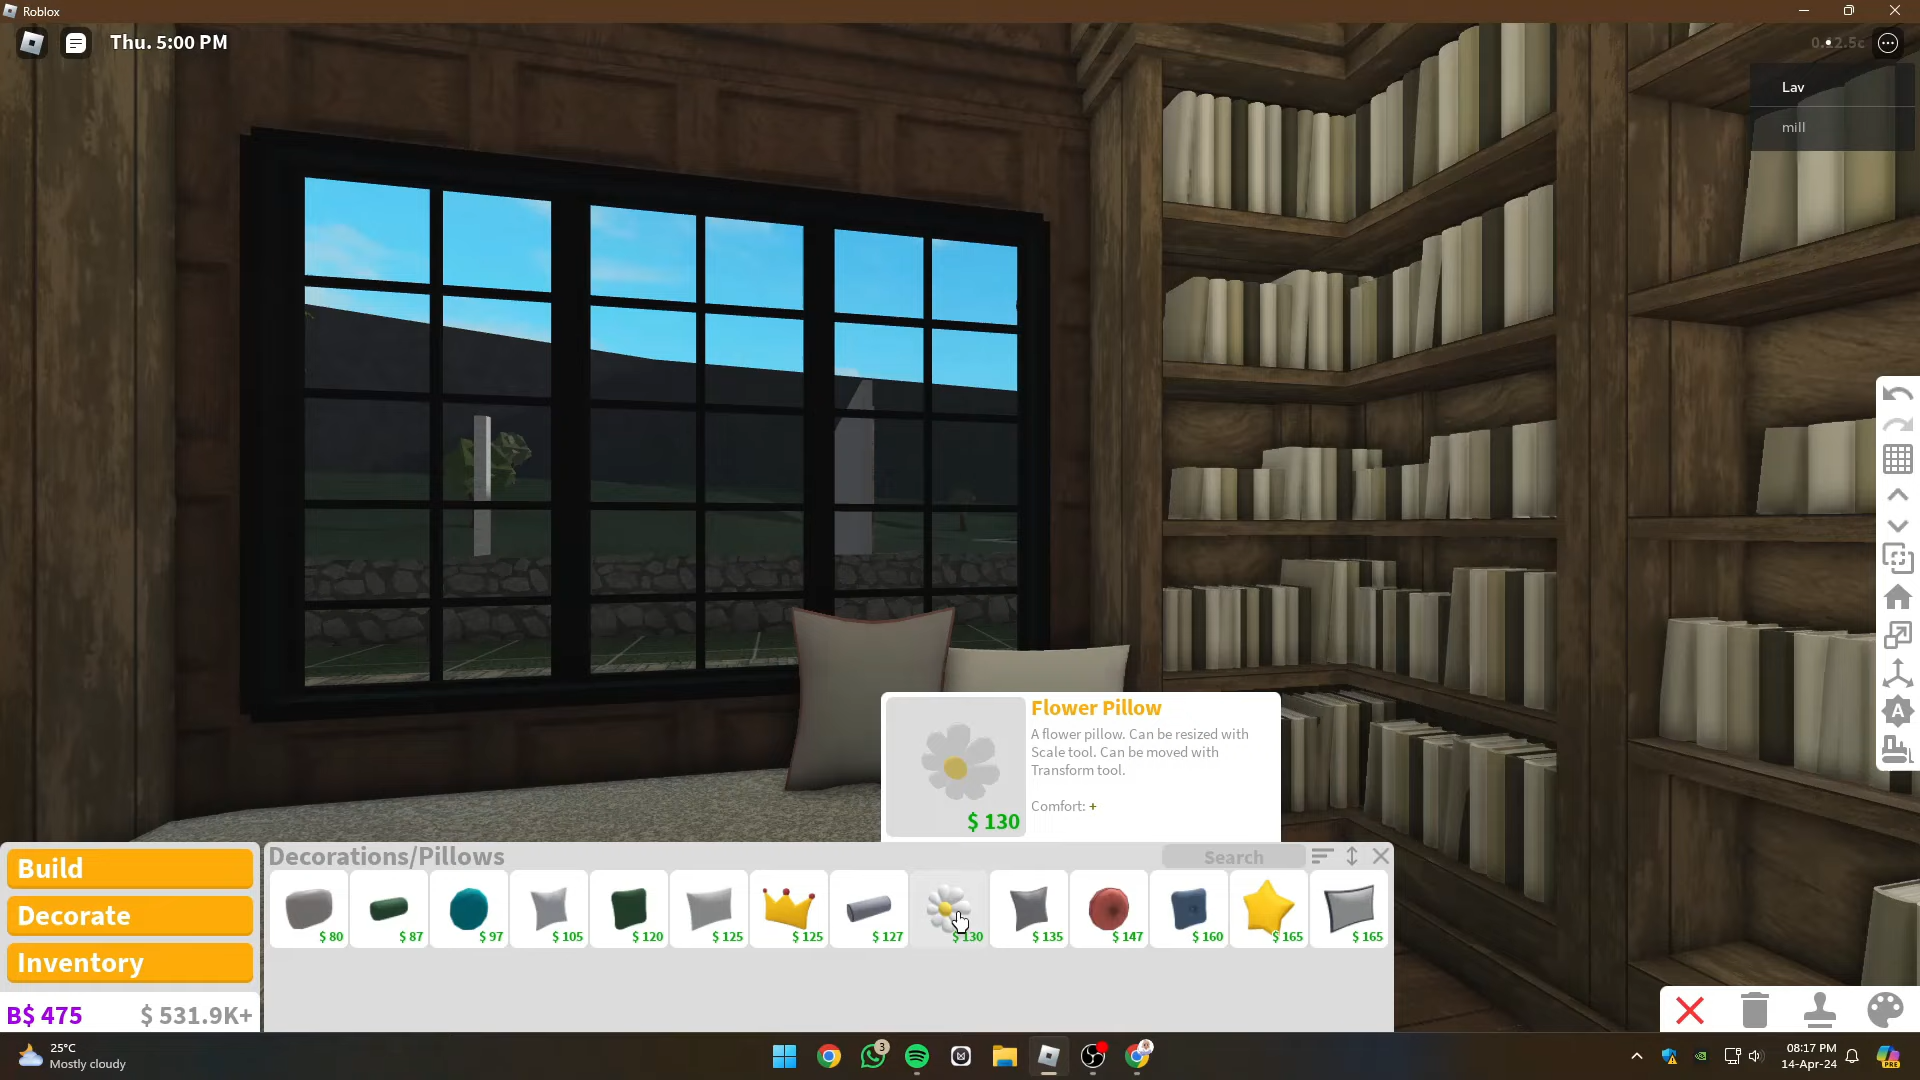 Roblox
Thu. 5:00 PM
Lav
mill
Flower Pillow
A flower pillow. Can be resized with
Scale tool. Can be moved with
Transform tool.
Comfort: +
$ 130
Build
Decorate
Inventory
B$ 475
$ 531.9K+
Decorations/Pillows
Search
$ 80
$ 87
$ 97
$ 105
$ 120
$ 125
$ 125
$ 127
$ 130
$ 135
$ 147
$ 160
$ 165
$ 165
A
25°C
Mostly cloudy
3
08:17 PM
14-Apr-24
PRE